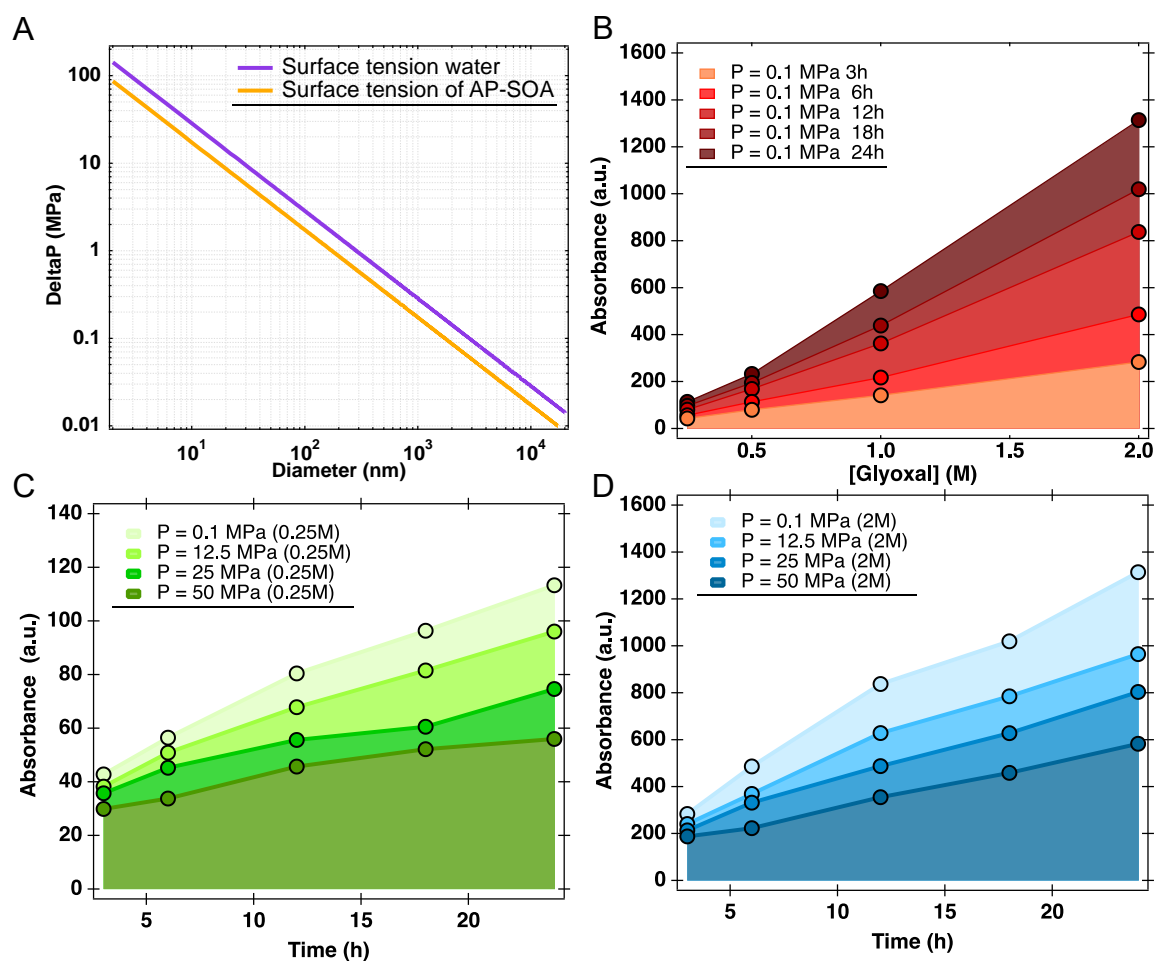 A
100
10
1
0.1
0.01
DeltaP (MPa)
Surface tension water
Surface tension of AP-SOA
10¹
10²
10³
10⁴
Diameter (nm)
B
1600
1400
1200
1000
800
600
400
200
0
Absorbance (a.u.)
P = 0.1 MPa 3h
P = 0.1 MPa 6h
P = 0.1 MPa 12h
P = 0.1 MPa 18h
P = 0.1 MPa 24h
0.5
1.0
1.5
2.0
[Glyoxal] (M)
C
140
120
100
80
60
40
20
0
Absorbance (a.u.)
P = 0.1 MPa (0.25M)
P = 12.5 MPa (0.25M)
P = 25 MPa (0.25M)
P = 50 MPa (0.25M)
5
10
15
20
Time (h)
D
1600
1400
1200
1000
800
600
400
200
0
Absorbance (a.u.)
P = 0.1 MPa (2M)
P = 12.5 MPa (2M)
P = 25 MPa (2M)
P = 50 MPa (2M)
5
10
15
20
Time (h)